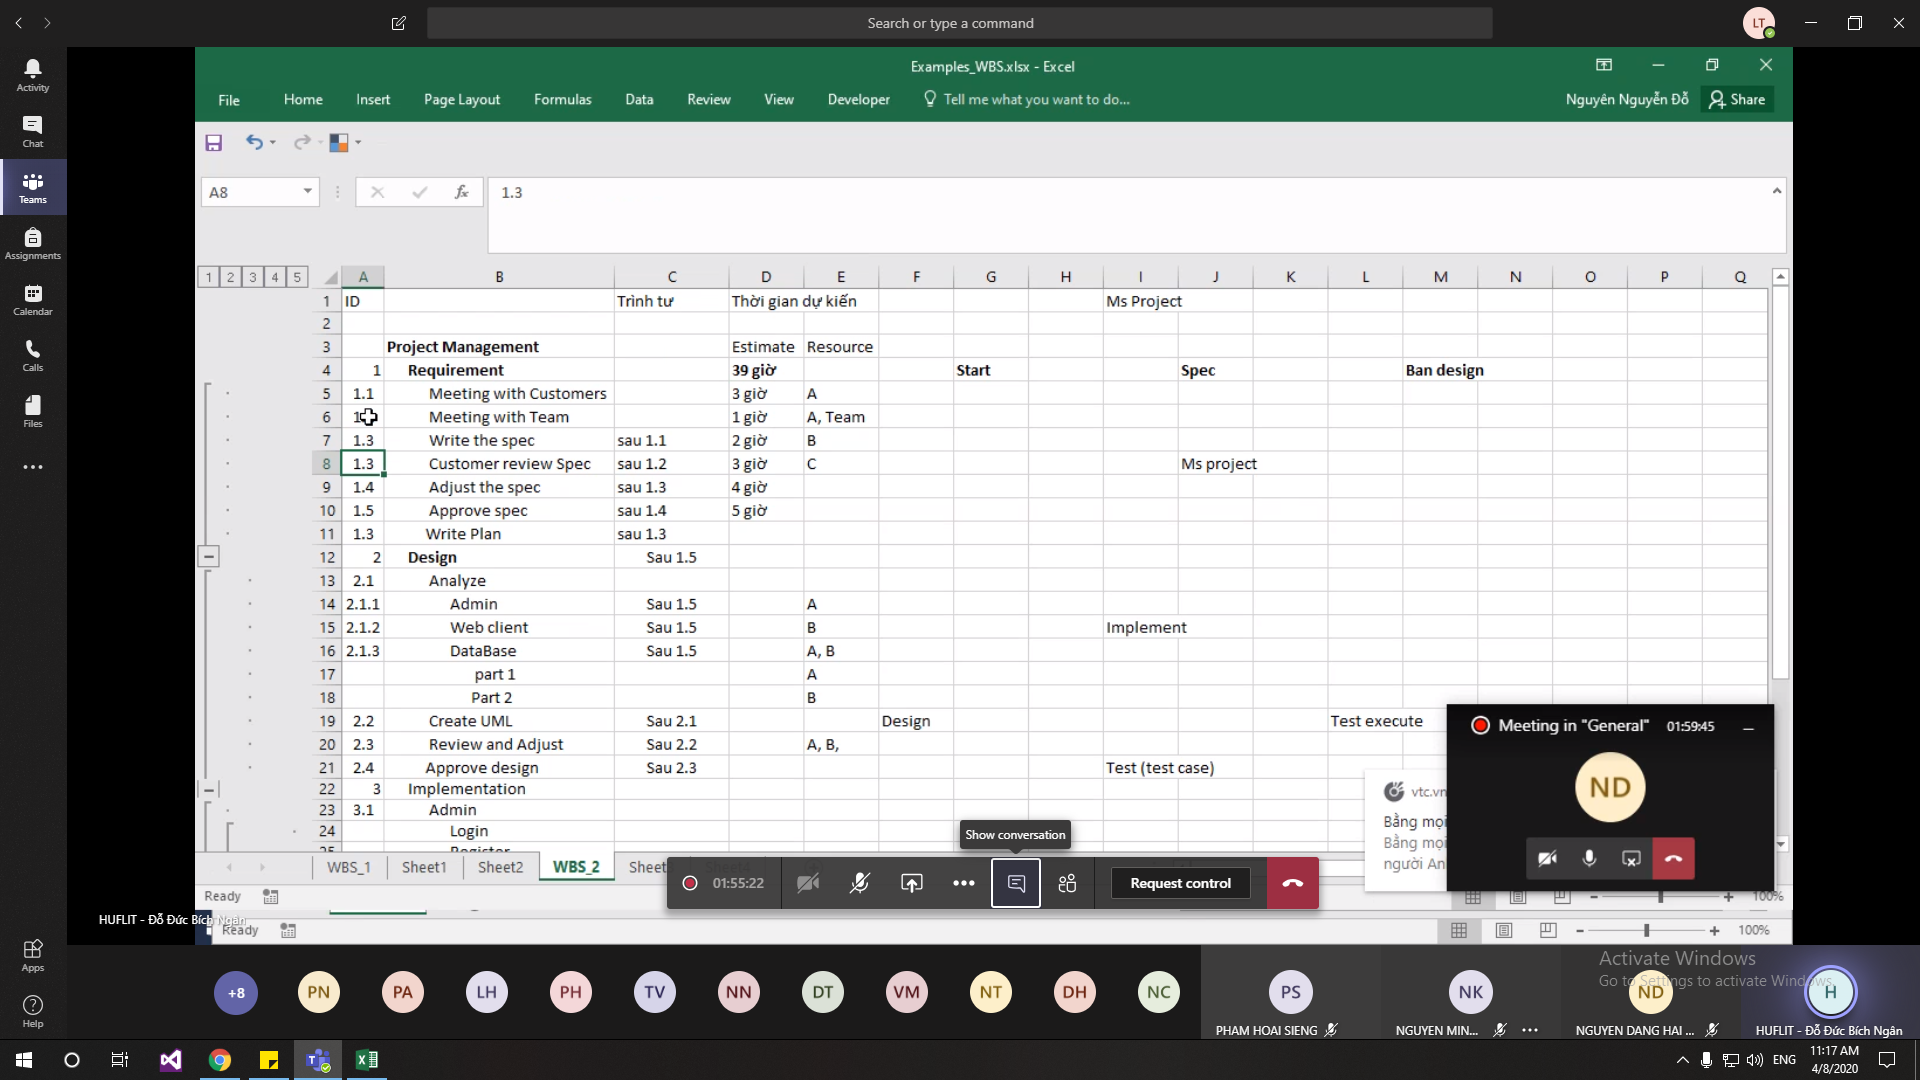 Search or type a command
LT
Activity
Chat
Teams
Assignments
Calendar
Calls
Files
Apps
Help
Examples_WBS.xlsx - Excel
File Home Insert Page Layout Formulas Data Review View Developer Tell me what you want to do...
Nguyên Nguyễn Đỗ Share
A8 fx 1.3
1 2 3 4 5 A B C D E F G H I J K L M N O P Q
1 ID Trình tư Thời gian dự kiến Ms Project
2
3 Project Management Estimate Resource
4 1 Requirement 39 giờ Start Spec Ban design
5 1.1 Meeting with Customers 3 giờ A
6 Meeting with Team 1 giờ A, Team
7 1.3 Write the spec sau 1.1 2 giờ B
8 1.3 Customer review Spec sau 1.2 3 giờ C Ms project
9 1.4 Adjust the spec sau 1.3 4 giờ
10 1.5 Approve spec sau 1.4 5 giờ
11 1.3 Write Plan sau 1.3
12 2 Design Sau 1.5
13 2.1 Analyze
14 2.1.1 Admin Sau 1.5 A
15 2.1.2 Web client Sau 1.5 B Implement
16 2.1.3 DataBase Sau 1.5 A, B
17 part 1 A
18 Part 2 B
19 2.2 Create UML Sau 2.1 Design Test execute
20 2.3 Review and Adjust Sau 2.2 A, B,
21 2.4 Approve design Sau 2.3 Test (test case)
22 3 Implementation
23 3.1 Admin
24 Login
25 Register
Meeting in "General" 01:59:45
ND
vtc.vn
Bằng mọi
Bằng mọi
người An
Show conversation
WBS_1 Sheet1 Sheet2 WBS_2 Sheet
01:55:22 Request control
Ready 100%
HUFLIT - Đỗ Đức Bích Ngân
Ready 100%
Activate Windows
Go to Settings to activate Windows.
+8 PN PA LH PH TV NN DT VM NT DH NC PS NK ND H
PHAM HOAI SIENG NGUYEN MIN... NGUYEN DANG HAI ... HUFLIT - Đỗ Đức Bích Ngân
ENG 11:17 AM
4/8/2020